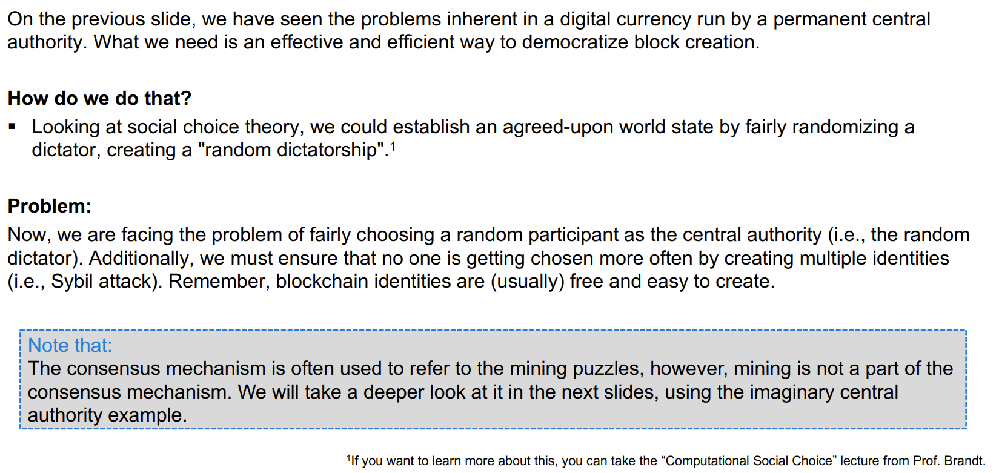 On the previous slide, we have seen the problems inherent in a digital currency run by a permanent central
authority. What we need is an effective and efficient way to democratize block creation.
How do we do that?
▪ Looking at social choice theory, we could establish an agreed-upon world state by fairly randomizing a
dictator, creating a "random dictatorship".¹
Problem:
Now, we are facing the problem of fairly choosing a random participant as the central authority (i.e., the random
dictator). Additionally, we must ensure that no one is getting chosen more often by creating multiple identities
(i.e., Sybil attack). Remember, blockchain identities are (usually) free and easy to create.
Note that:
The consensus mechanism is often used to refer to the mining puzzles, however, mining is not a part of the
consensus mechanism. We will take a deeper look at it in the next slides, using the imaginary central
authority example.
¹If you want to learn more about this, you can take the “Computational Social Choice” lecture from Prof. Brandt.